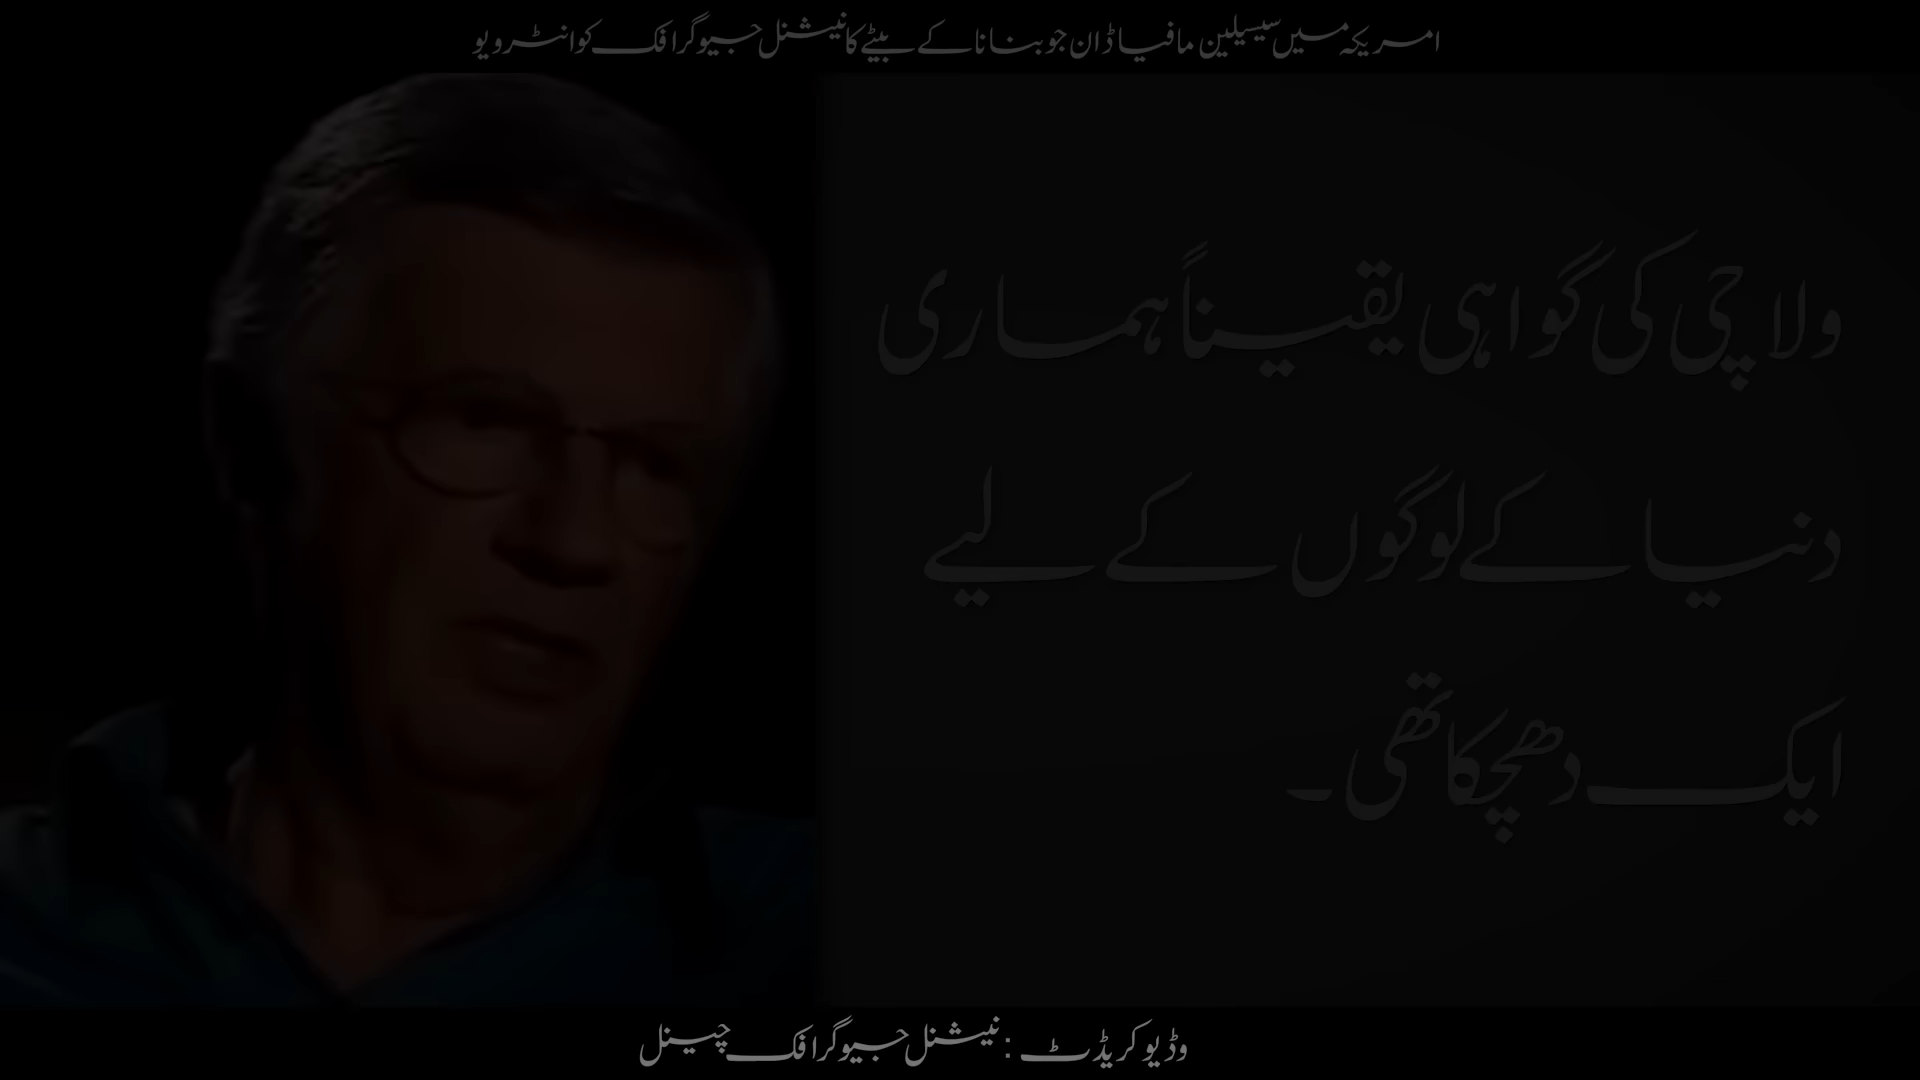 امریکہ میں سیسیلین مافیا ڈان جو بنانا کے بیٹے کا نیشنل جیوگرافک کو انٹرویو
ولاچی کی گواہی یقیناً ہماری
دنیا کے لوگوں کے لیے
ایک دھچکا تھی۔
وڈیو کریڈٹ : نیشنل جیوگرافک چینل